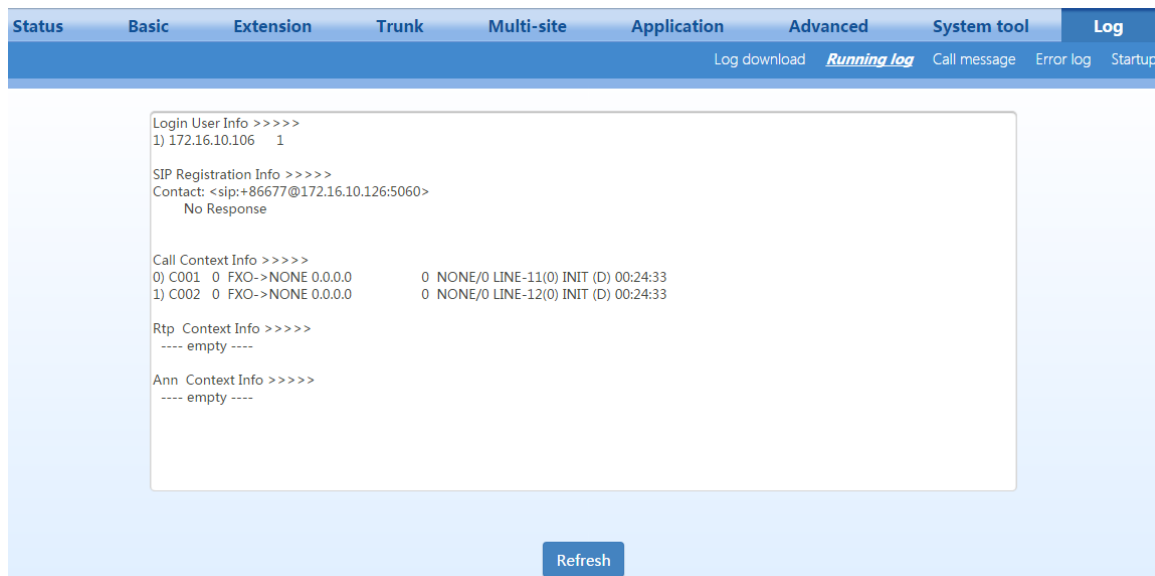 Status Basic Extension Trunk Multi-site Application Advanced System tool Log
Log download Running log Call message Error log Startup
Login User Info >>>>>
1) 172.16.10.106 1
SIP Registration Info >>>>>
Contact: <sip:+86677@172.16.10.126:5060>
No Response
Call Context Info >>>>>
0) C001 0 FXO->NONE 0.0.0.0 0 NONE/0 LINE-11(0) INIT (D) 00:24:33
1) C002 0 FXO->NONE 0.0.0.0 0 NONE/0 LINE-12(0) INIT (D) 00:24:33
Rtp Context Info >>>>>
---- empty ----
Ann Context Info >>>>>
---- empty ----
Refresh